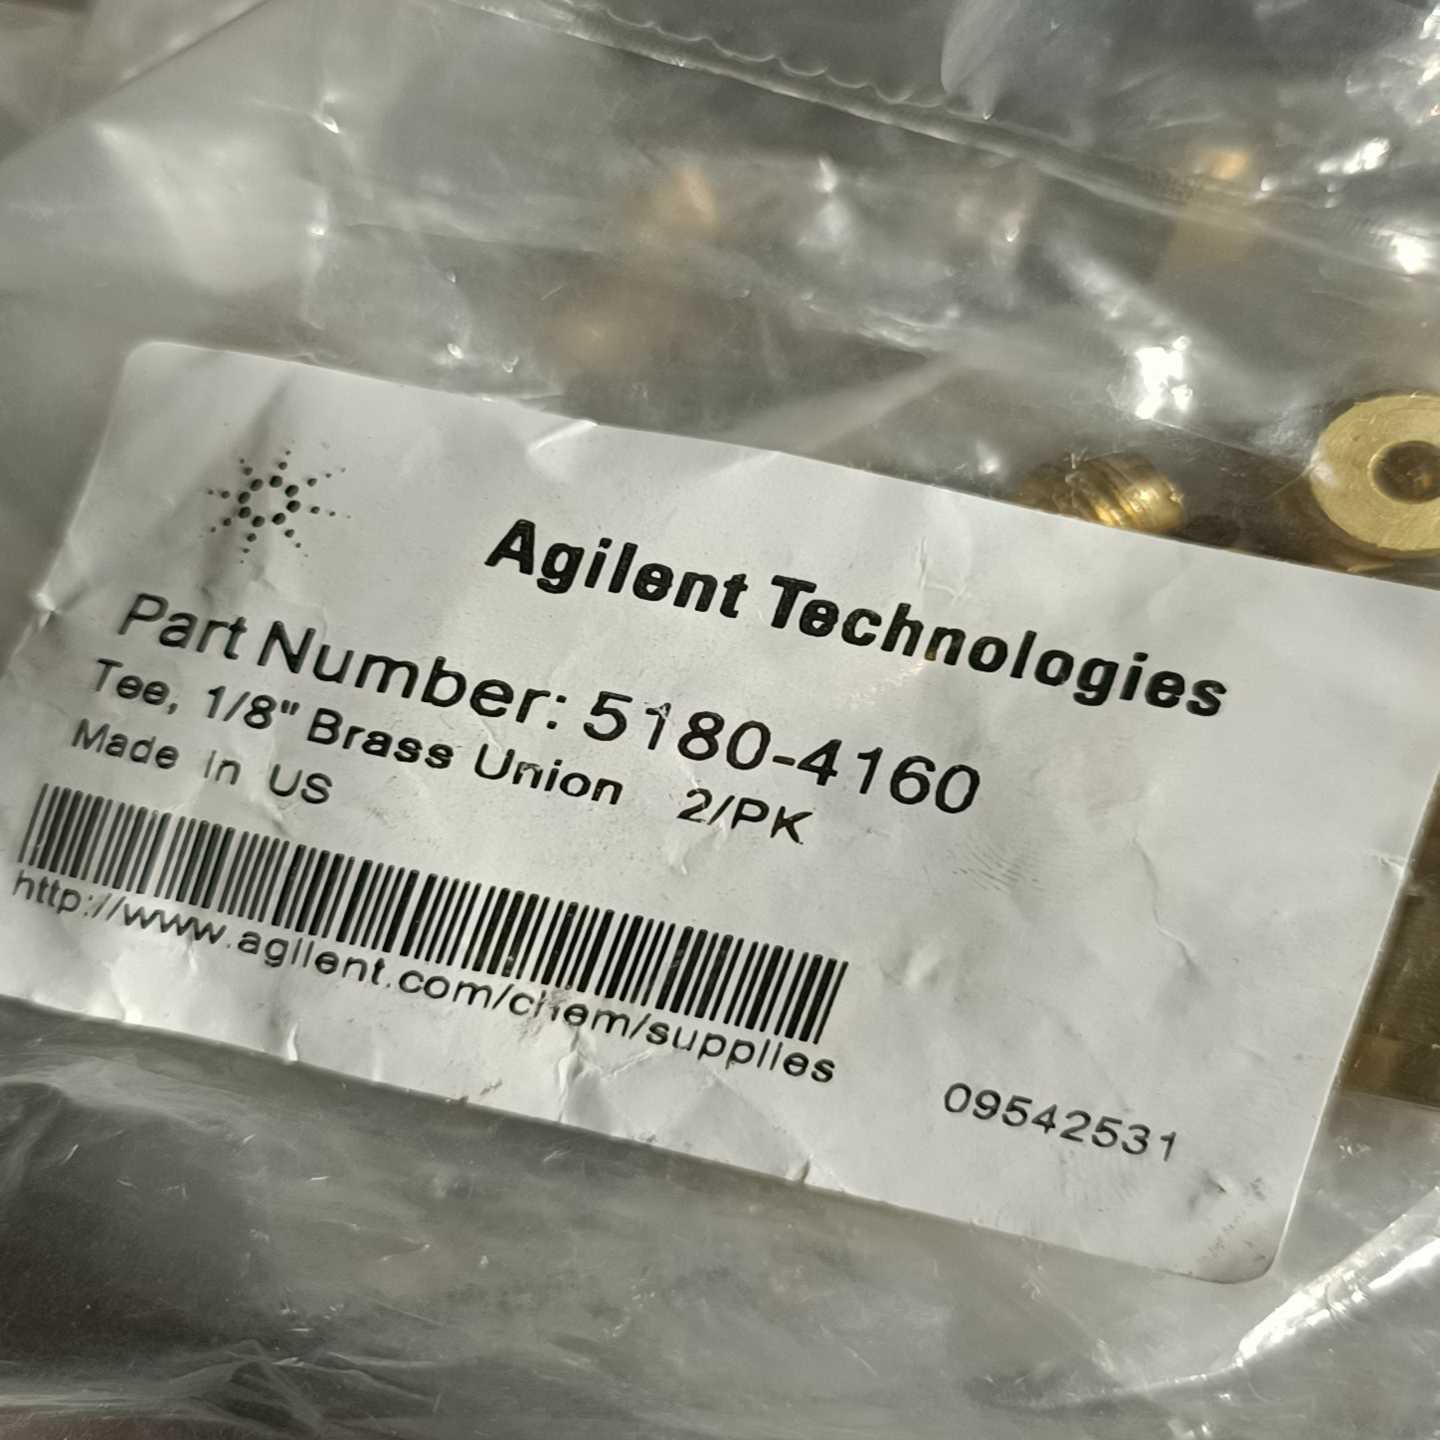 Agilent Technologies
Part Number: 5180-4160
Tee, 1/8" Brass Union 2/PK
Made in US
http://www.agilent.com/chem/supplies
09542531